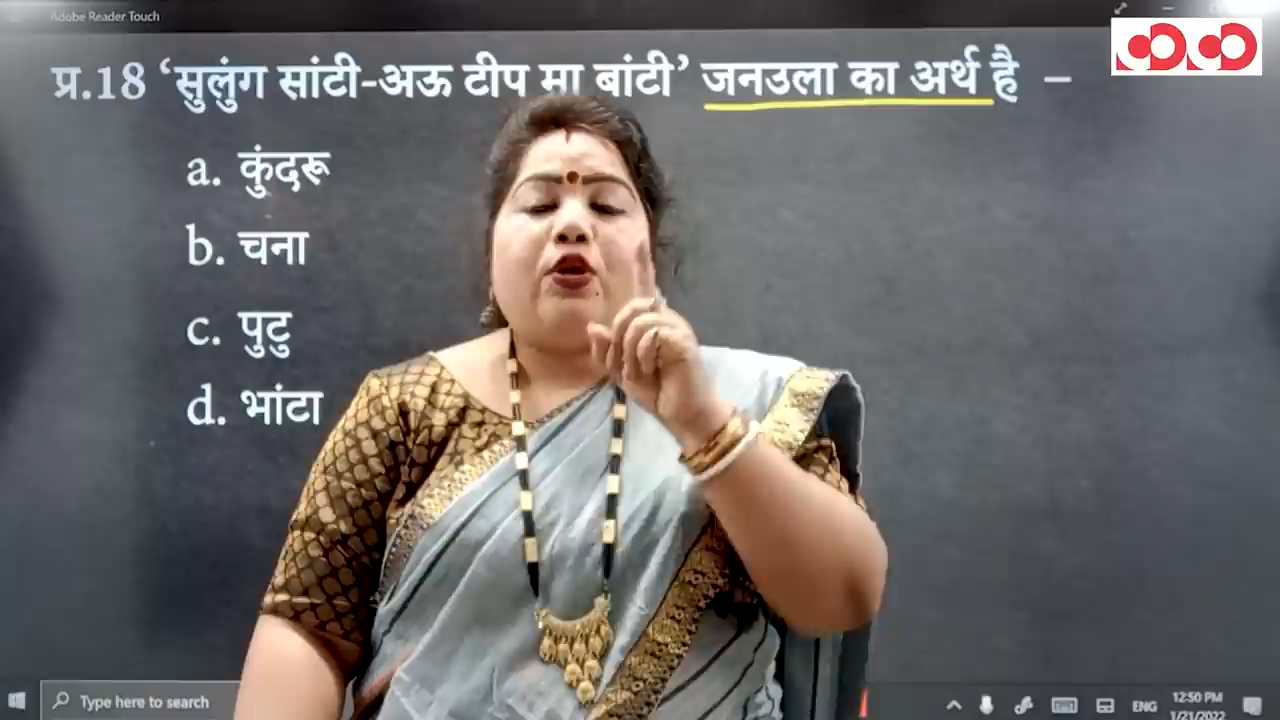 Adobe Reader Touch
प्र.18 ‘सुलुंग सांटी-अऊ टीप मा बांटी’ जनउला का अर्थ है –
a. कुंदरू
b. चना
c. पुटु
d. भांटा
Type here to search
ENG
12:50 PM
1/21/2022